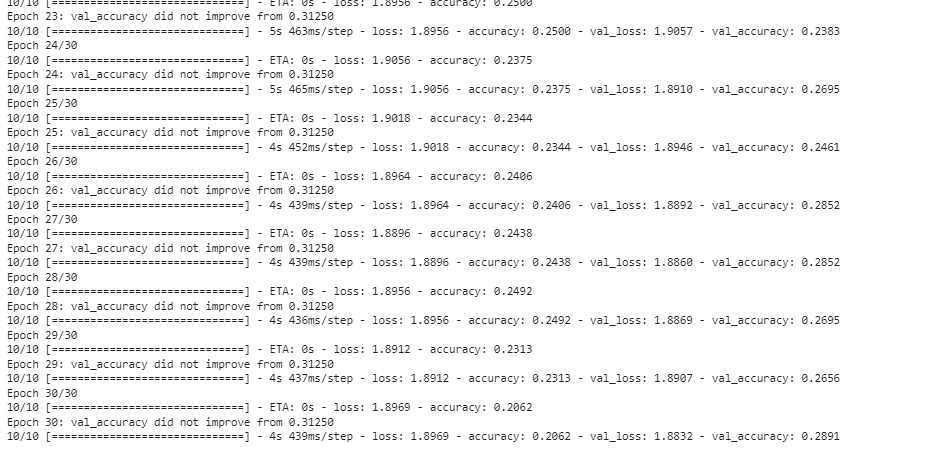 10/10 [==============================] - ETA: 0s - loss: 1.8956 - accuracy: 0.2500
Epoch 23: val_accuracy did not improve from 0.31250
10/10 [==============================] - 5s 463ms/step - loss: 1.8956 - accuracy: 0.2500 - val_loss: 1.9057 - val_accuracy: 0.2383
Epoch 24/30
10/10 [==============================] - ETA: 0s - loss: 1.9056 - accuracy: 0.2375
Epoch 24: val_accuracy did not improve from 0.31250
10/10 [==============================] - 5s 465ms/step - loss: 1.9056 - accuracy: 0.2375 - val_loss: 1.8910 - val_accuracy: 0.2695
Epoch 25/30
10/10 [==============================] - ETA: 0s - loss: 1.9018 - accuracy: 0.2344
Epoch 25: val_accuracy did not improve from 0.31250
10/10 [==============================] - 4s 452ms/step - loss: 1.9018 - accuracy: 0.2344 - val_loss: 1.8946 - val_accuracy: 0.2461
Epoch 26/30
10/10 [==============================] - ETA: 0s - loss: 1.8964 - accuracy: 0.2406
Epoch 26: val_accuracy did not improve from 0.31250
10/10 [==============================] - 4s 439ms/step - loss: 1.8964 - accuracy: 0.2406 - val_loss: 1.8892 - val_accuracy: 0.2852
Epoch 27/30
10/10 [==============================] - ETA: 0s - loss: 1.8896 - accuracy: 0.2438
Epoch 27: val_accuracy did not improve from 0.31250
10/10 [==============================] - 4s 439ms/step - loss: 1.8896 - accuracy: 0.2438 - val_loss: 1.8860 - val_accuracy: 0.2852
Epoch 28/30
10/10 [==============================] - ETA: 0s - loss: 1.8956 - accuracy: 0.2492
Epoch 28: val_accuracy did not improve from 0.31250
10/10 [==============================] - 4s 436ms/step - loss: 1.8956 - accuracy: 0.2492 - val_loss: 1.8869 - val_accuracy: 0.2695
Epoch 29/30
10/10 [==============================] - ETA: 0s - loss: 1.8912 - accuracy: 0.2313
Epoch 29: val_accuracy did not improve from 0.31250
10/10 [==============================] - 4s 437ms/step - loss: 1.8912 - accuracy: 0.2313 - val_loss: 1.8907 - val_accuracy: 0.2656
Epoch 30/30
10/10 [==============================] - ETA: 0s - loss: 1.8969 - accuracy: 0.2062
Epoch 30: val_accuracy did not improve from 0.31250
10/10 [==============================] - 4s 439ms/step - loss: 1.8969 - accuracy: 0.2062 - val_loss: 1.8832 - val_accuracy: 0.2891